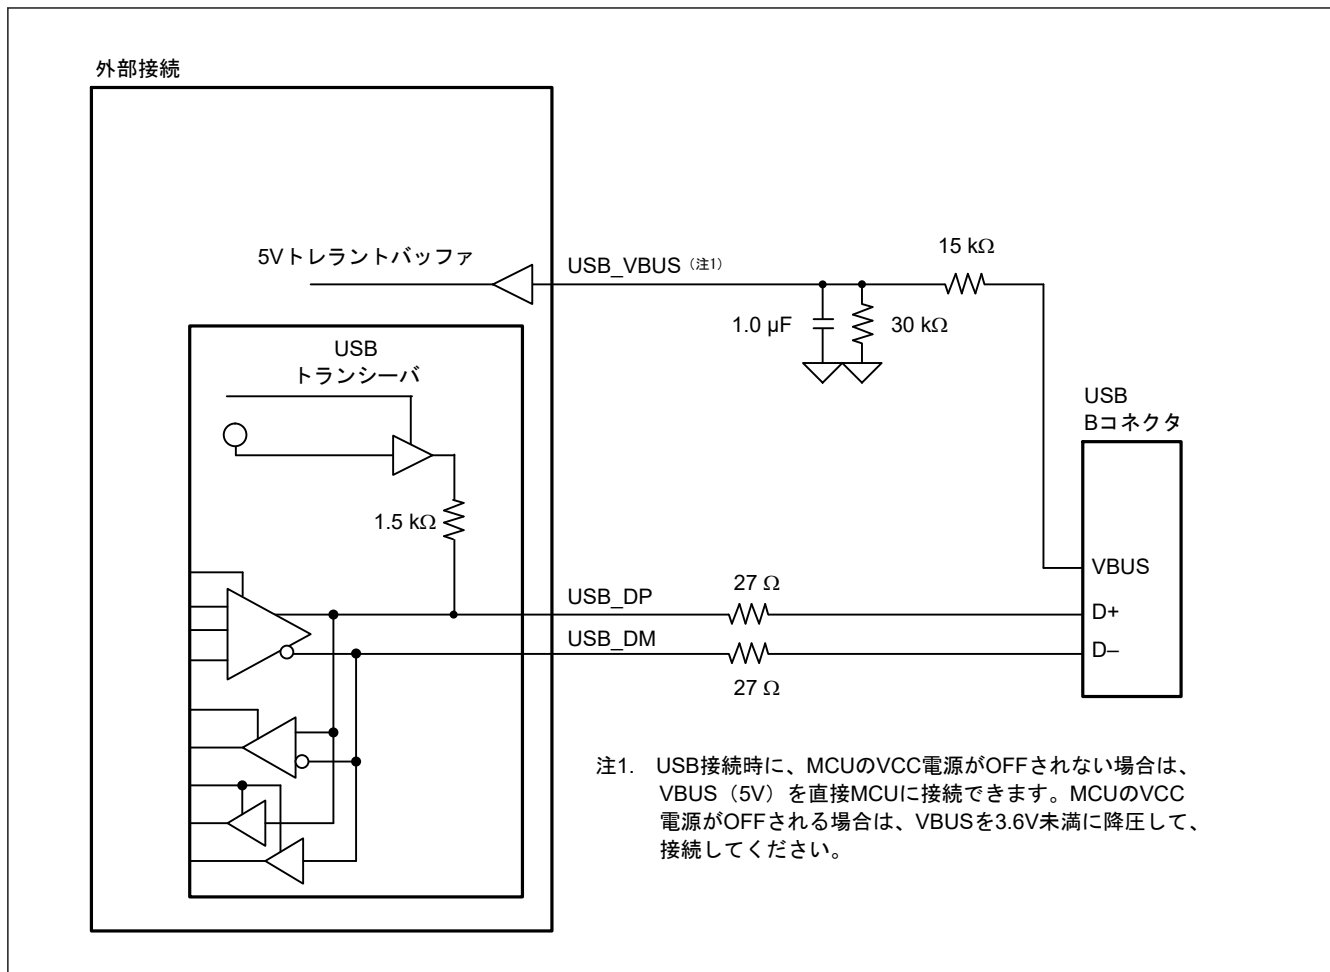 外部接続
5Vトレラントバッファ
USB_VBUS（注1）
15 kΩ
1.0 µF
30 kΩ
USB
トランシーバ
USB
Bコネクタ
1.5 kΩ
VBUS
USB_DP
27 Ω
D+
USB_DM
27 Ω
D–
注1. USB接続時に、MCUのVCC電源がOFFされない場合は、
VBUS（5V）を直接MCUに接続できます。MCUのVCC
電源がOFFされる場合は、VBUSを3.6V未満に降圧して、
接続してください。